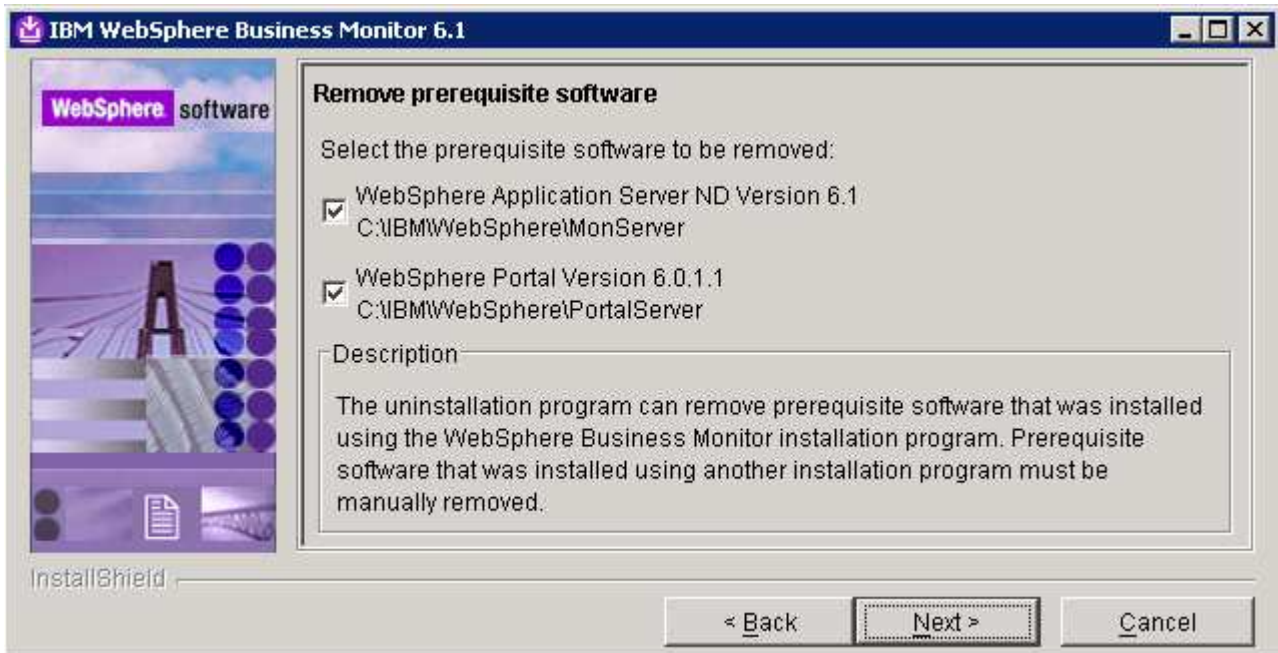 IBM WebSphere Business Monitor 6.1
WebSphere software
Remove prerequisite software
Select the prerequisite software to be removed:
WebSphere Application Server ND Version 6.1
C:\IBM\WebSphere\MonServer
WebSphere Portal Version 6.0.1.1
C:\IBM\WebSphere\PortalServer
Description
The uninstallation program can remove prerequisite software that was installed
using the WebSphere Business Monitor installation program. Prerequisite
software that was installed using another installation program must be
manually removed.
InstallShield
< Back
Next >
Cancel